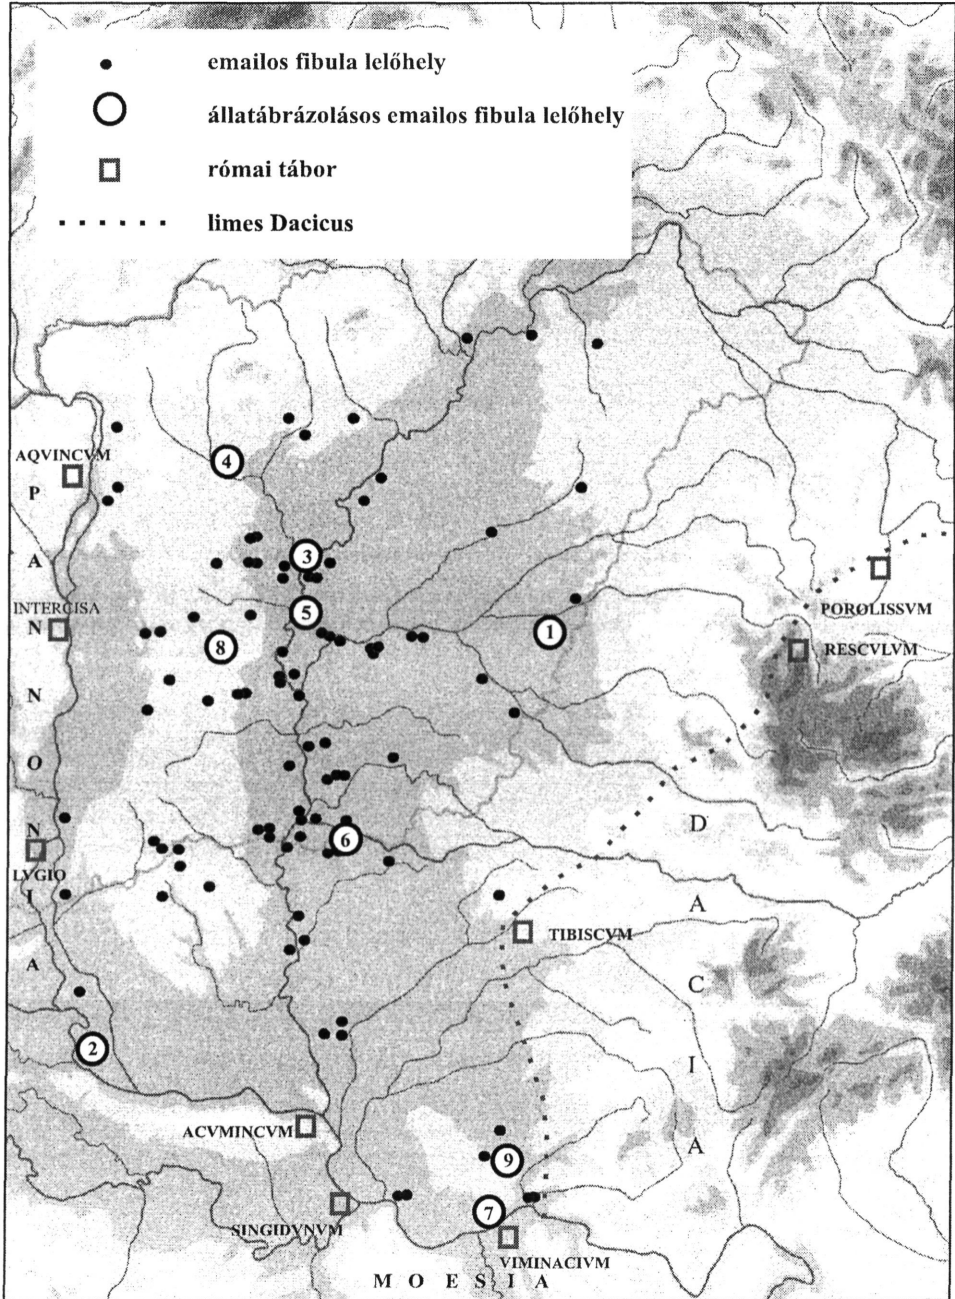 emailos fibula lelőhely
állatábrázolásos emailos fibula lelőhely
római tábor
limes Dacicus
4
AQVINCVM
3
POROLISSVM
INTERCISA
5
1
8
RESCVLVM
6
LVGIO
TIBISCVM
2
ACVMINCVM
9
7
SINGIDVNVM
VIMINACIVM
P A N N O N I A
D A C I A
M O E S I A